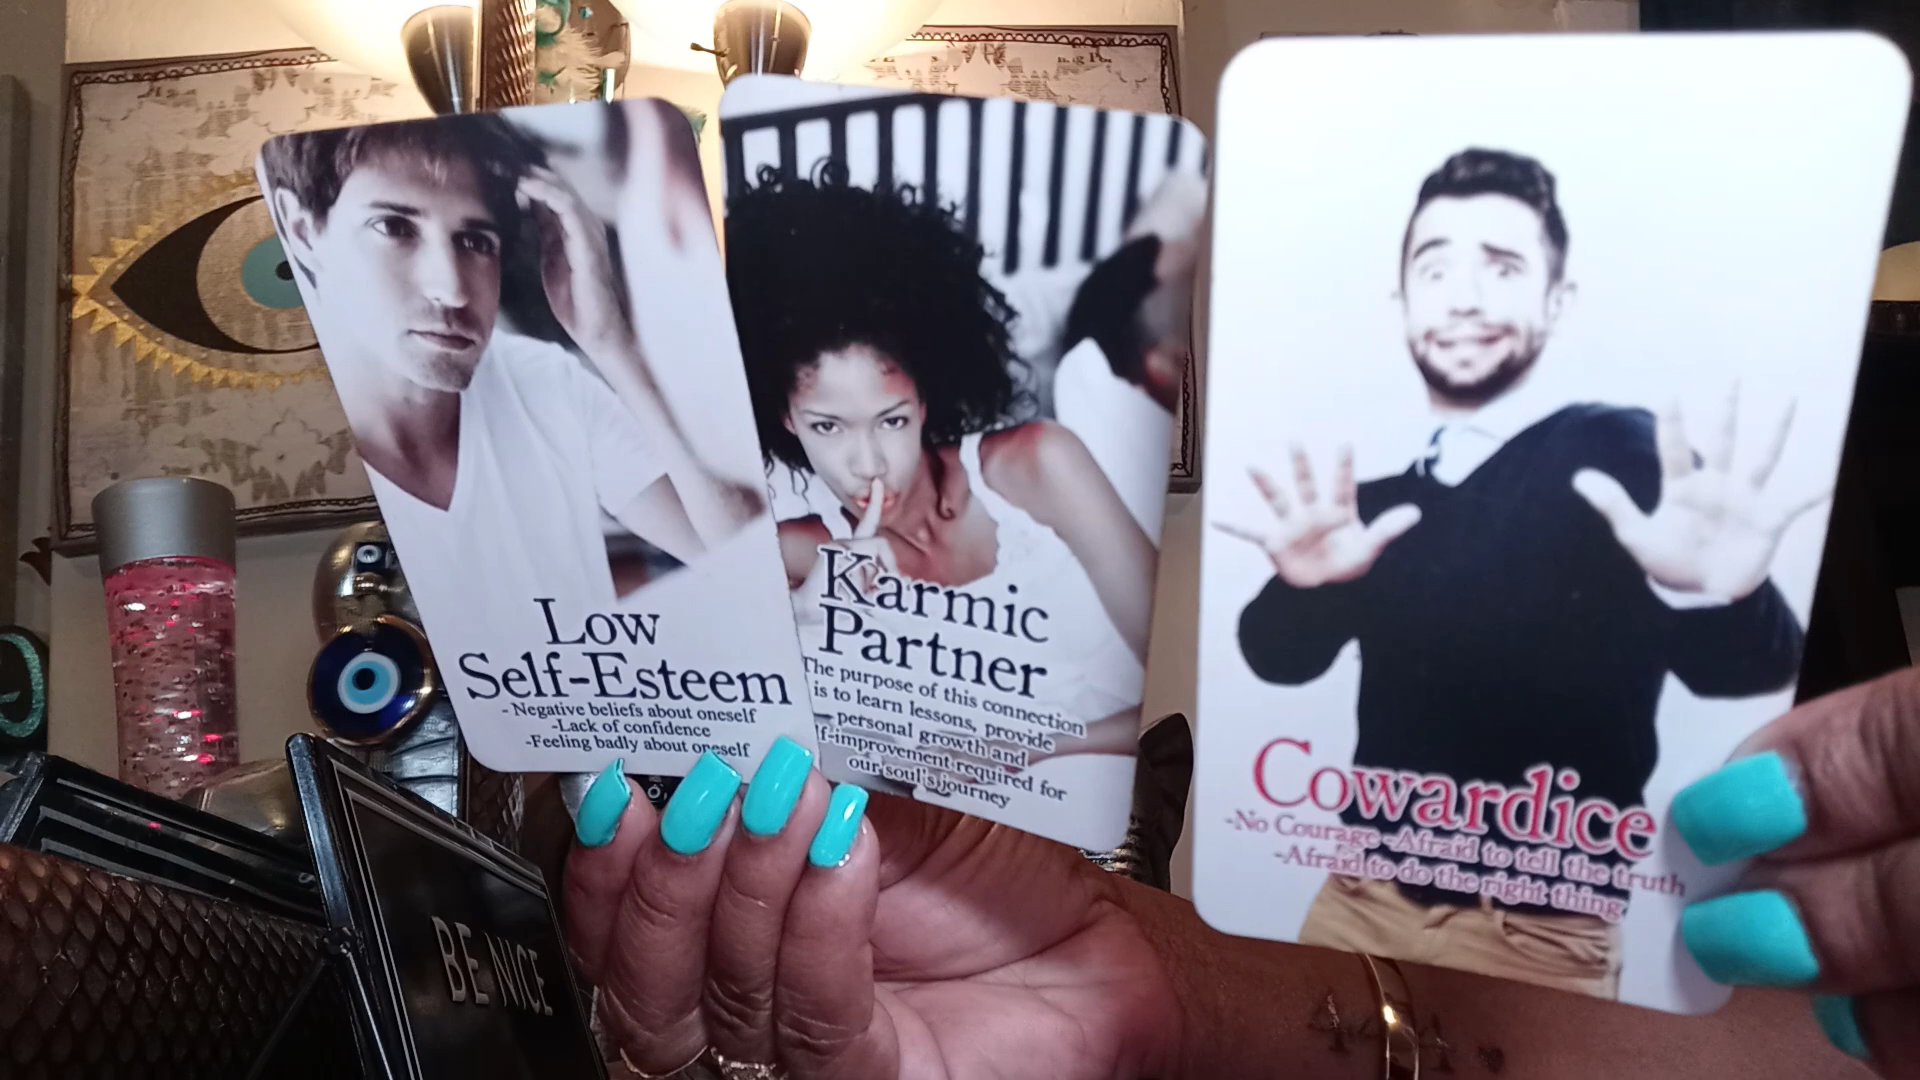 Low
Self-Esteem
- Negative beliefs about oneself
-Lack of confidence
-Feeling badly about oneself
Karmic
Partner
The purpose of this connection
is to learn lessons, provide
personal growth and
lf-improvement required for
our soul's journey
Cowardice
-No Courage -Afraid to tell the truth
-Afraid to do the right thing
BE NICE